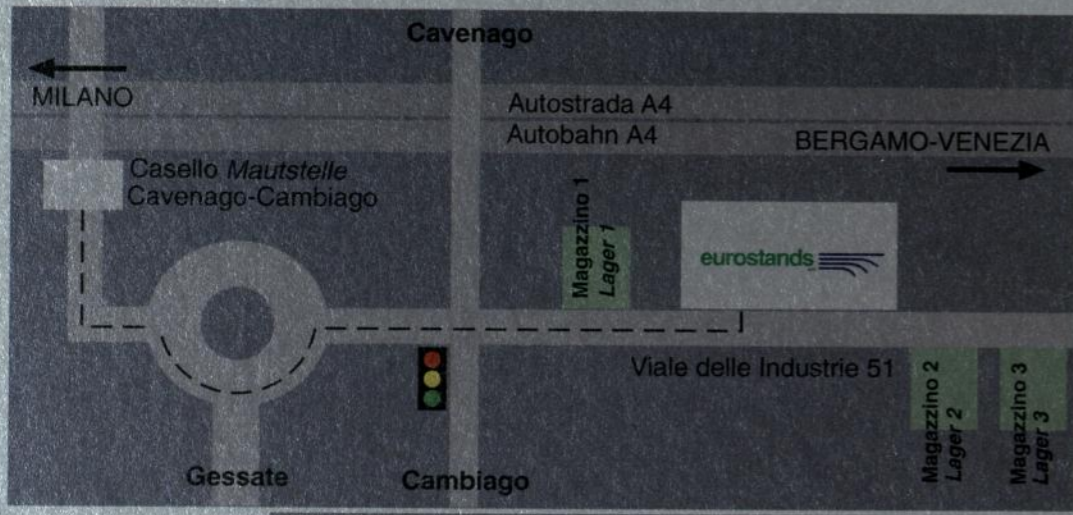 Cavenago
MILANO
Autostrada A4
Autobahn A4
BERGAMO-VENEZIA
Casello Mautstelle
Cavenago-Cambiago
Magazzino 1
Lager 1
eurostands
Viale delle Industrie 51
Magazzino 2
Lager 2
Magazzino 3
Lager 3
Gessate
Cambiago